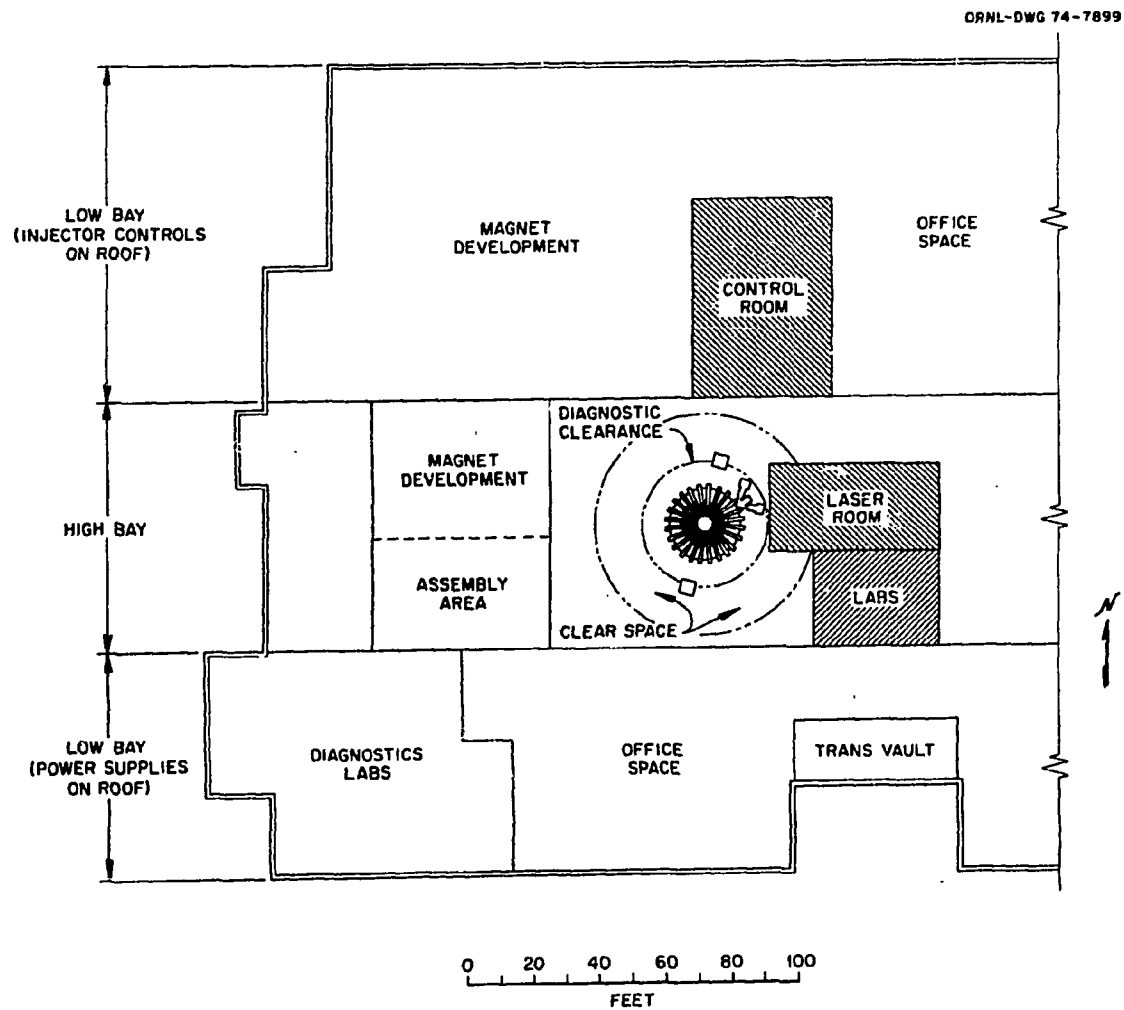 ORNL-DWG 74-7899
LOW BAY
(INJECTOR CONTROLS
ON ROOF)
MAGNET
DEVELOPMENT
OFFICE
SPACE
CONTROL
ROOM
DIAGNOSTIC
CLEARANCE
MAGNET
DEVELOPMENT
LASER
ROOM
HIGH BAY
ASSEMBLY
AREA
LABS
CLEAR SPACE
N
LOW BAY
(POWER SUPPLIES
ON ROOF)
DIAGNOSTICS
LABS
OFFICE
SPACE
TRANS VAULT
0 20 40 60 80 100
FEET